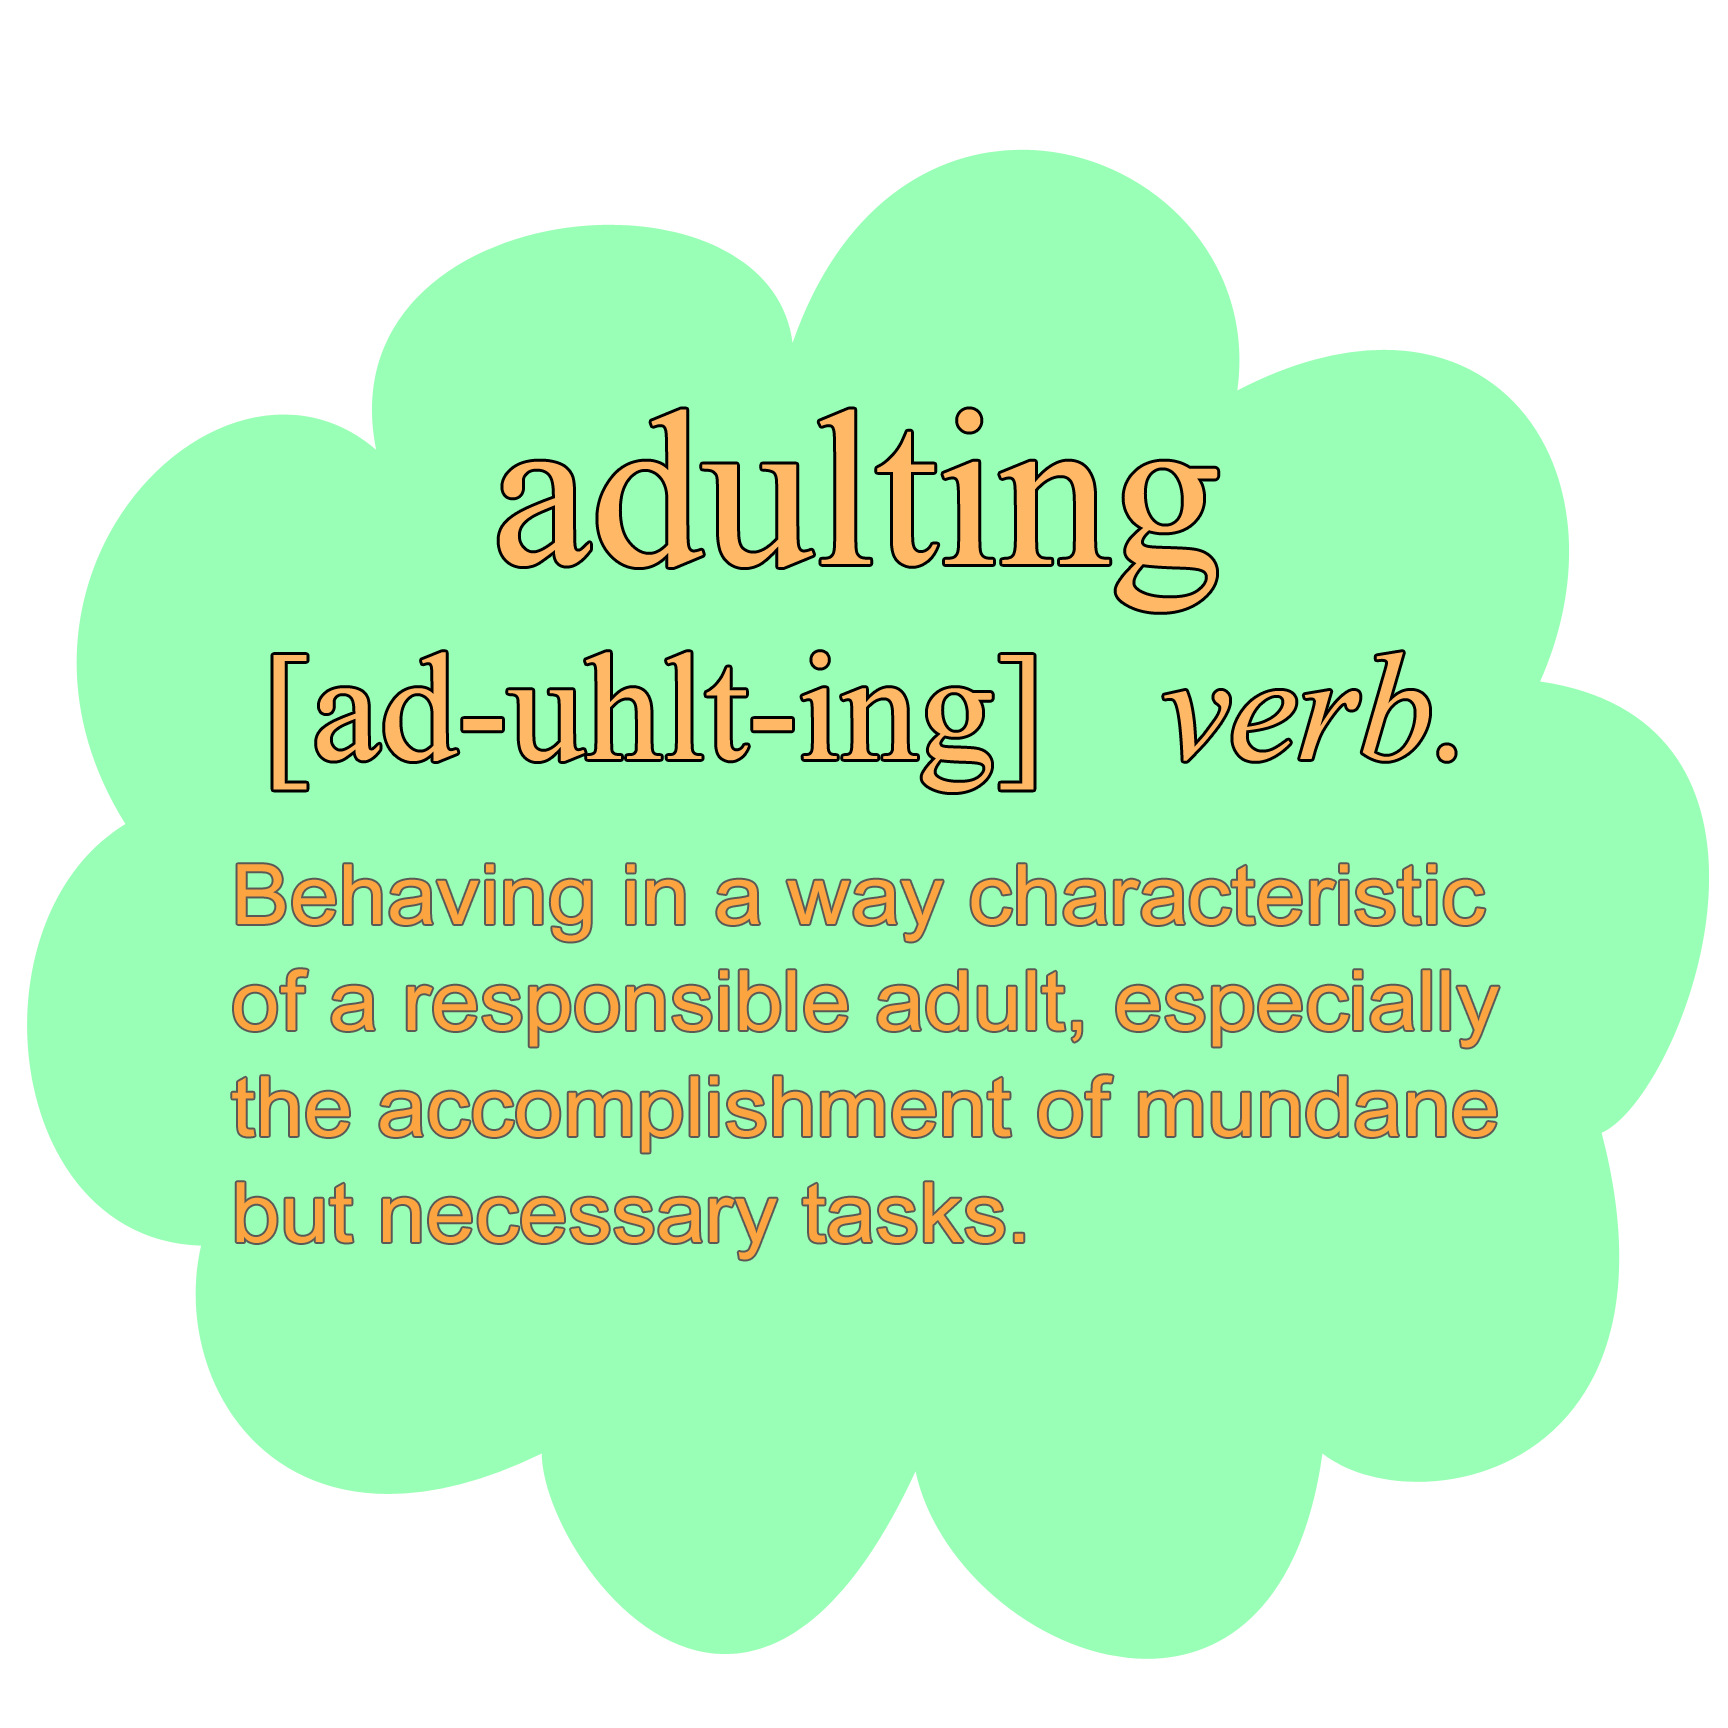 adulting
[ad-uhlt-ing] verb.
Behaving in a way characteristic
of a responsible adult, especially
the accomplishment of mundane
but necessary tasks.